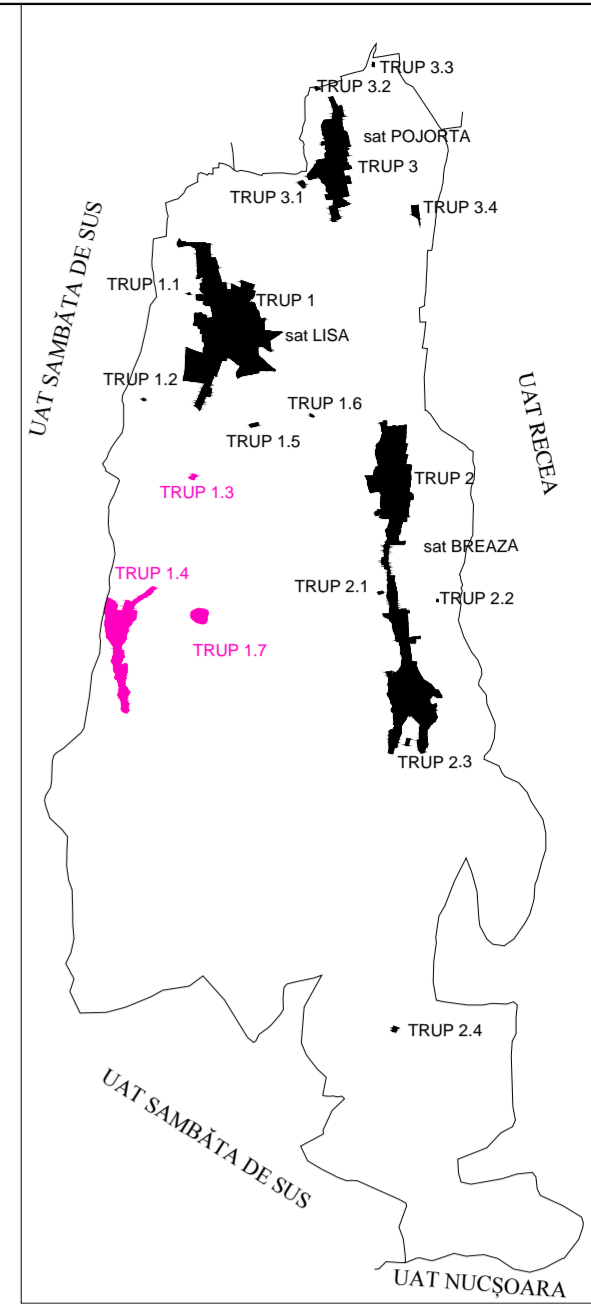 TRUP 3.3
TRUP 3.2
sat POJORTA
TRUP 3
TRUP 3.1
TRUP 3.4
UAT SAMBĂTA DE SUS
TRUP 1.1
TRUP 1
sat LISA
TRUP 1.2
TRUP 1.6
TRUP 1.5
UAT RECEA
TRUP 1.3
TRUP 2
sat BREAZA
TRUP 1.4
TRUP 2.1
TRUP 2.2
TRUP 1.7
TRUP 2.3
TRUP 2.4
UAT SAMBĂTA DE SUS
UAT NUCȘOARA